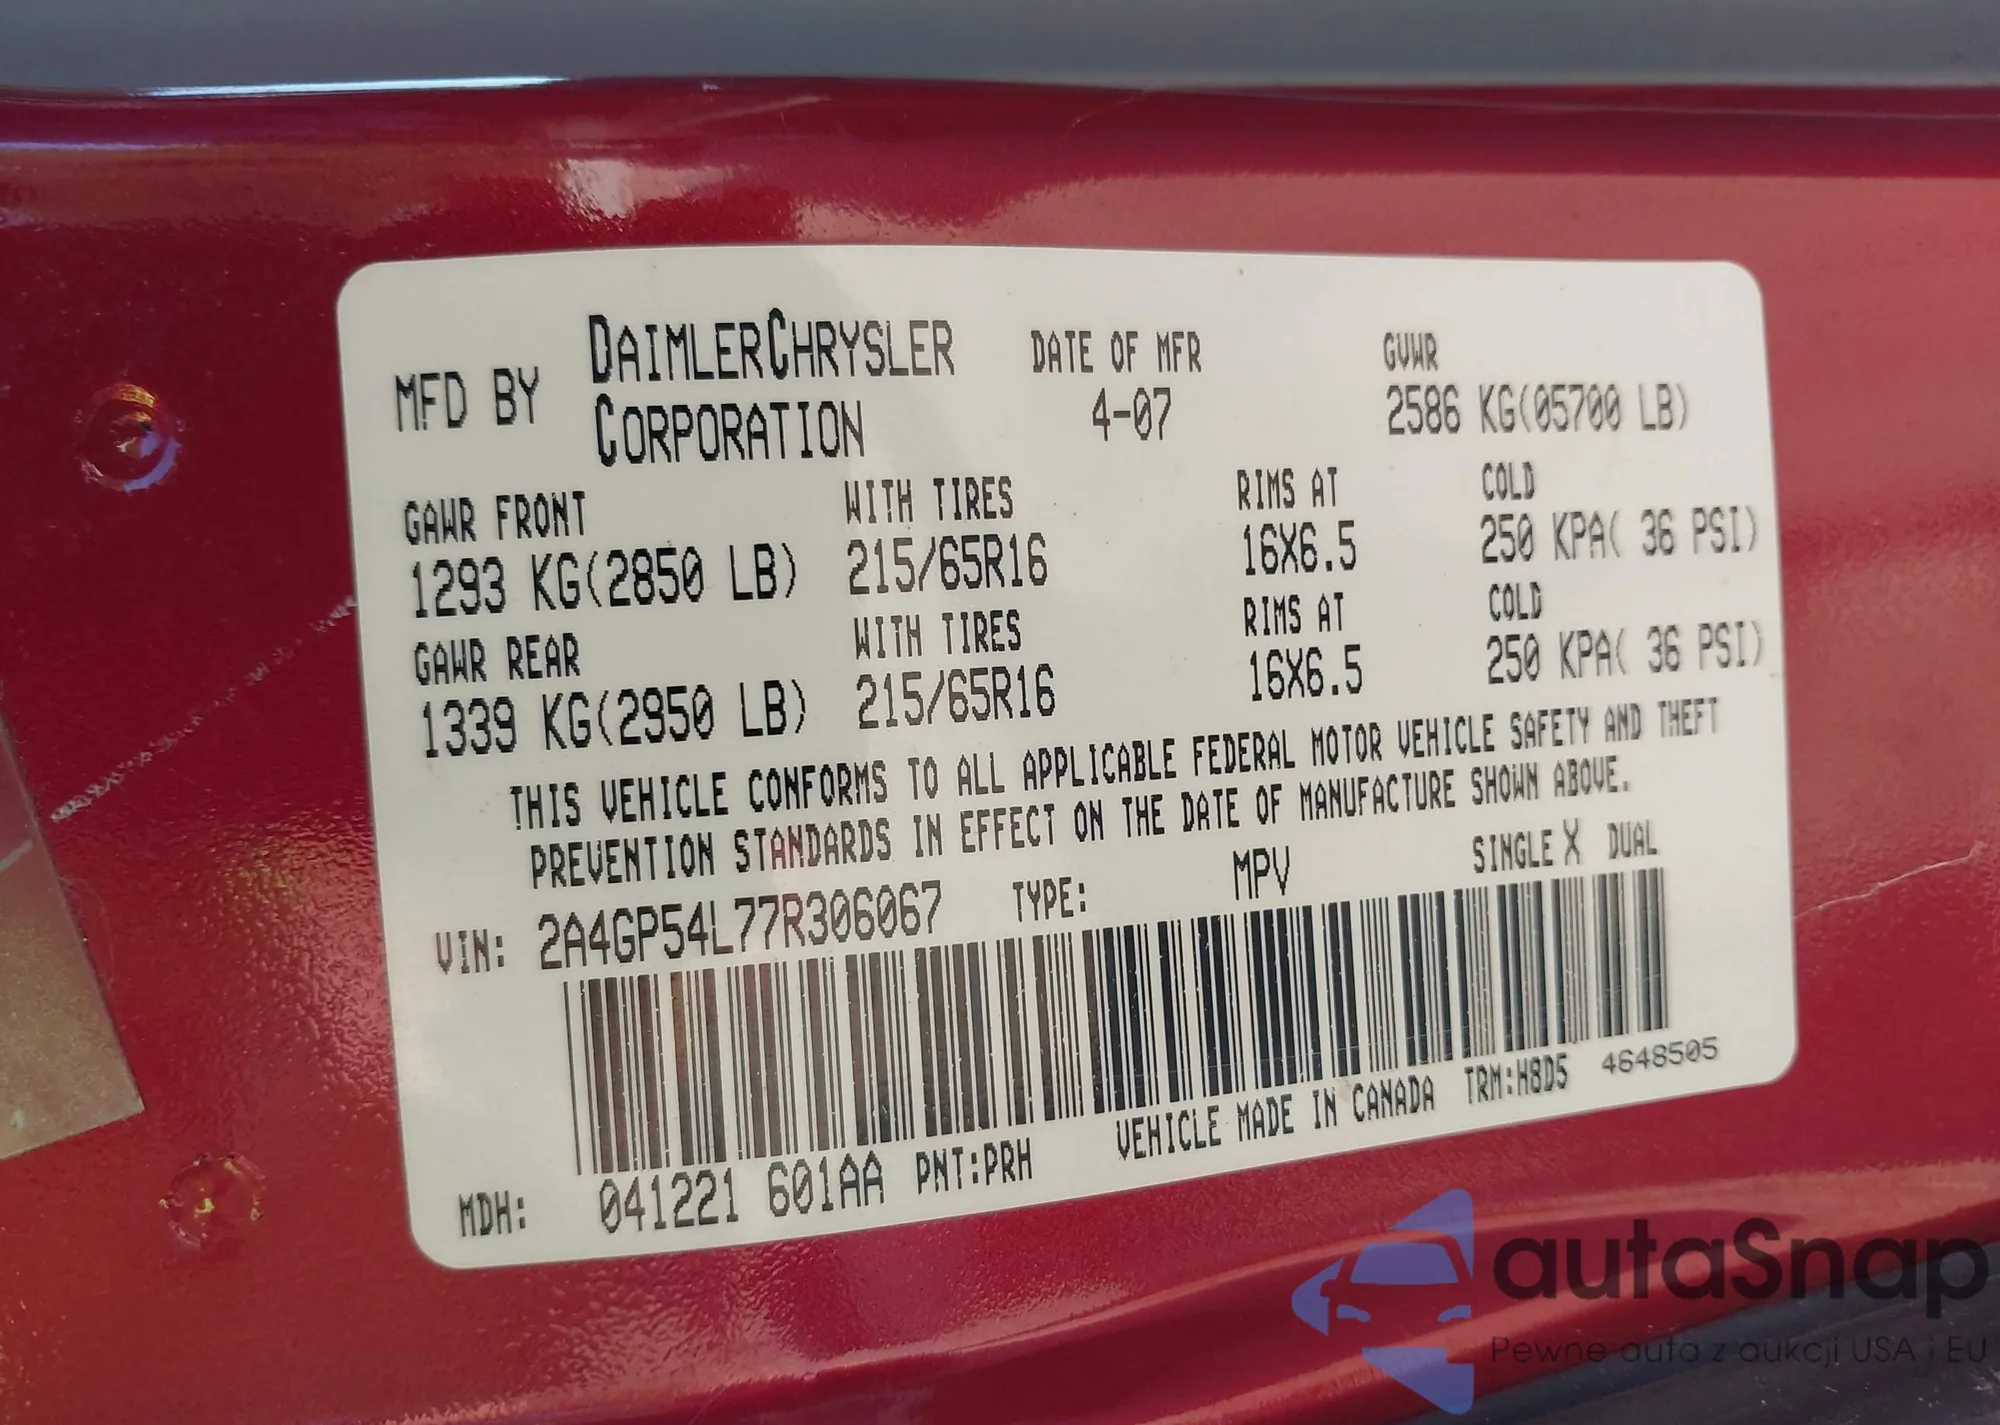 MFD BY DAIMLERCHRYSLER CORPORATION DATE OF MFR 4-07 GVWR 2586 KG(05700 LB)
GAWR FRONT WITH TIRES RIMS AT COLD
1293 KG(2850 LB) 215/65R16 16X6.5 250 KPA( 36 PSI)
GAWR REAR WITH TIRES RIMS AT COLD
1339 KG(2950 LB) 215/65R16 16X6.5 250 KPA( 36 PSI)
THIS VEHICLE CONFORMS TO ALL APPLICABLE FEDERAL MOTOR VEHICLE SAFETY AND THEFT
PREVENTION STANDARDS IN EFFECT ON THE DATE OF MANUFACTURE SHOWN ABOVE.
VIN: 2A4GP54L77R306067 TYPE: MPV SINGLE X DUAL
MDH: 041221 601AA PNT:PRH VEHICLE MADE IN CANADA TRM:H8D5 4648505
autaSnap
Pewne auta z aukcji USA i EU